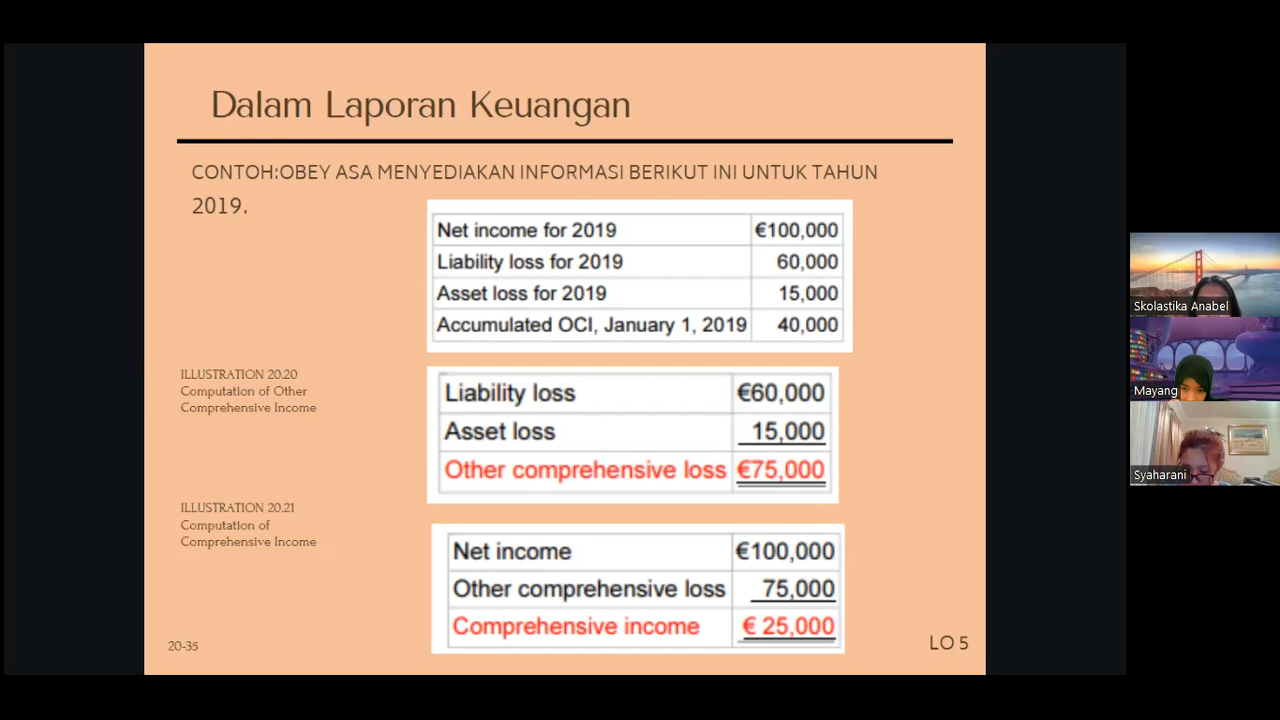 Dalam Laporan Keuangan
CONTOH:OBEY ASA MENYEDIAKAN INFORMASI BERIKUT INI UNTUK TAHUN
2019.
Net income for 2019 €100,000
Liability loss for 2019 60,000
Asset loss for 2019 15,000
Accumulated OCI, January 1, 2019 40,000
ILLUSTRATION 20.20
Computation of Other
Comprehensive Income
Liability loss €60,000
Asset loss 15,000
Other comprehensive loss €75,000
ILLUSTRATION 20.21
Computation of
Comprehensive Income
Net income €100,000
Other comprehensive loss 75,000
Comprehensive income € 25,000
20-35
LO 5
Skolastika Anabel
Mayang
Syaharani